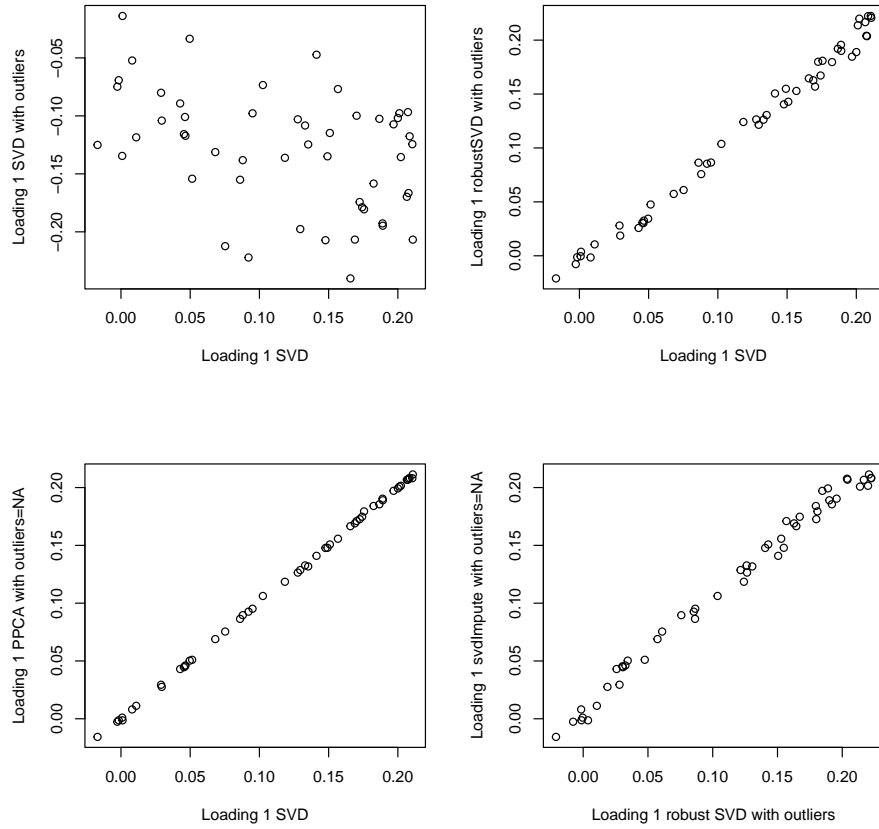 Loading 1 SVD with outliers
−0.05
−0.10
−0.15
−0.20
0.00 0.05 0.10 0.15 0.20
Loading 1 SVD
Loading 1 robustSVD with outliers
0.20
0.15
0.10
0.05
0.00
0.00 0.05 0.10 0.15 0.20
Loading 1 SVD
Loading 1 PPCA with outliers=NA
0.20
0.15
0.10
0.05
0.00
0.00 0.05 0.10 0.15 0.20
Loading 1 SVD
Loading 1 svdImpute with outliers=NA
0.20
0.15
0.10
0.05
0.00
0.00 0.05 0.10 0.15 0.20
Loading 1 robust SVD with outliers